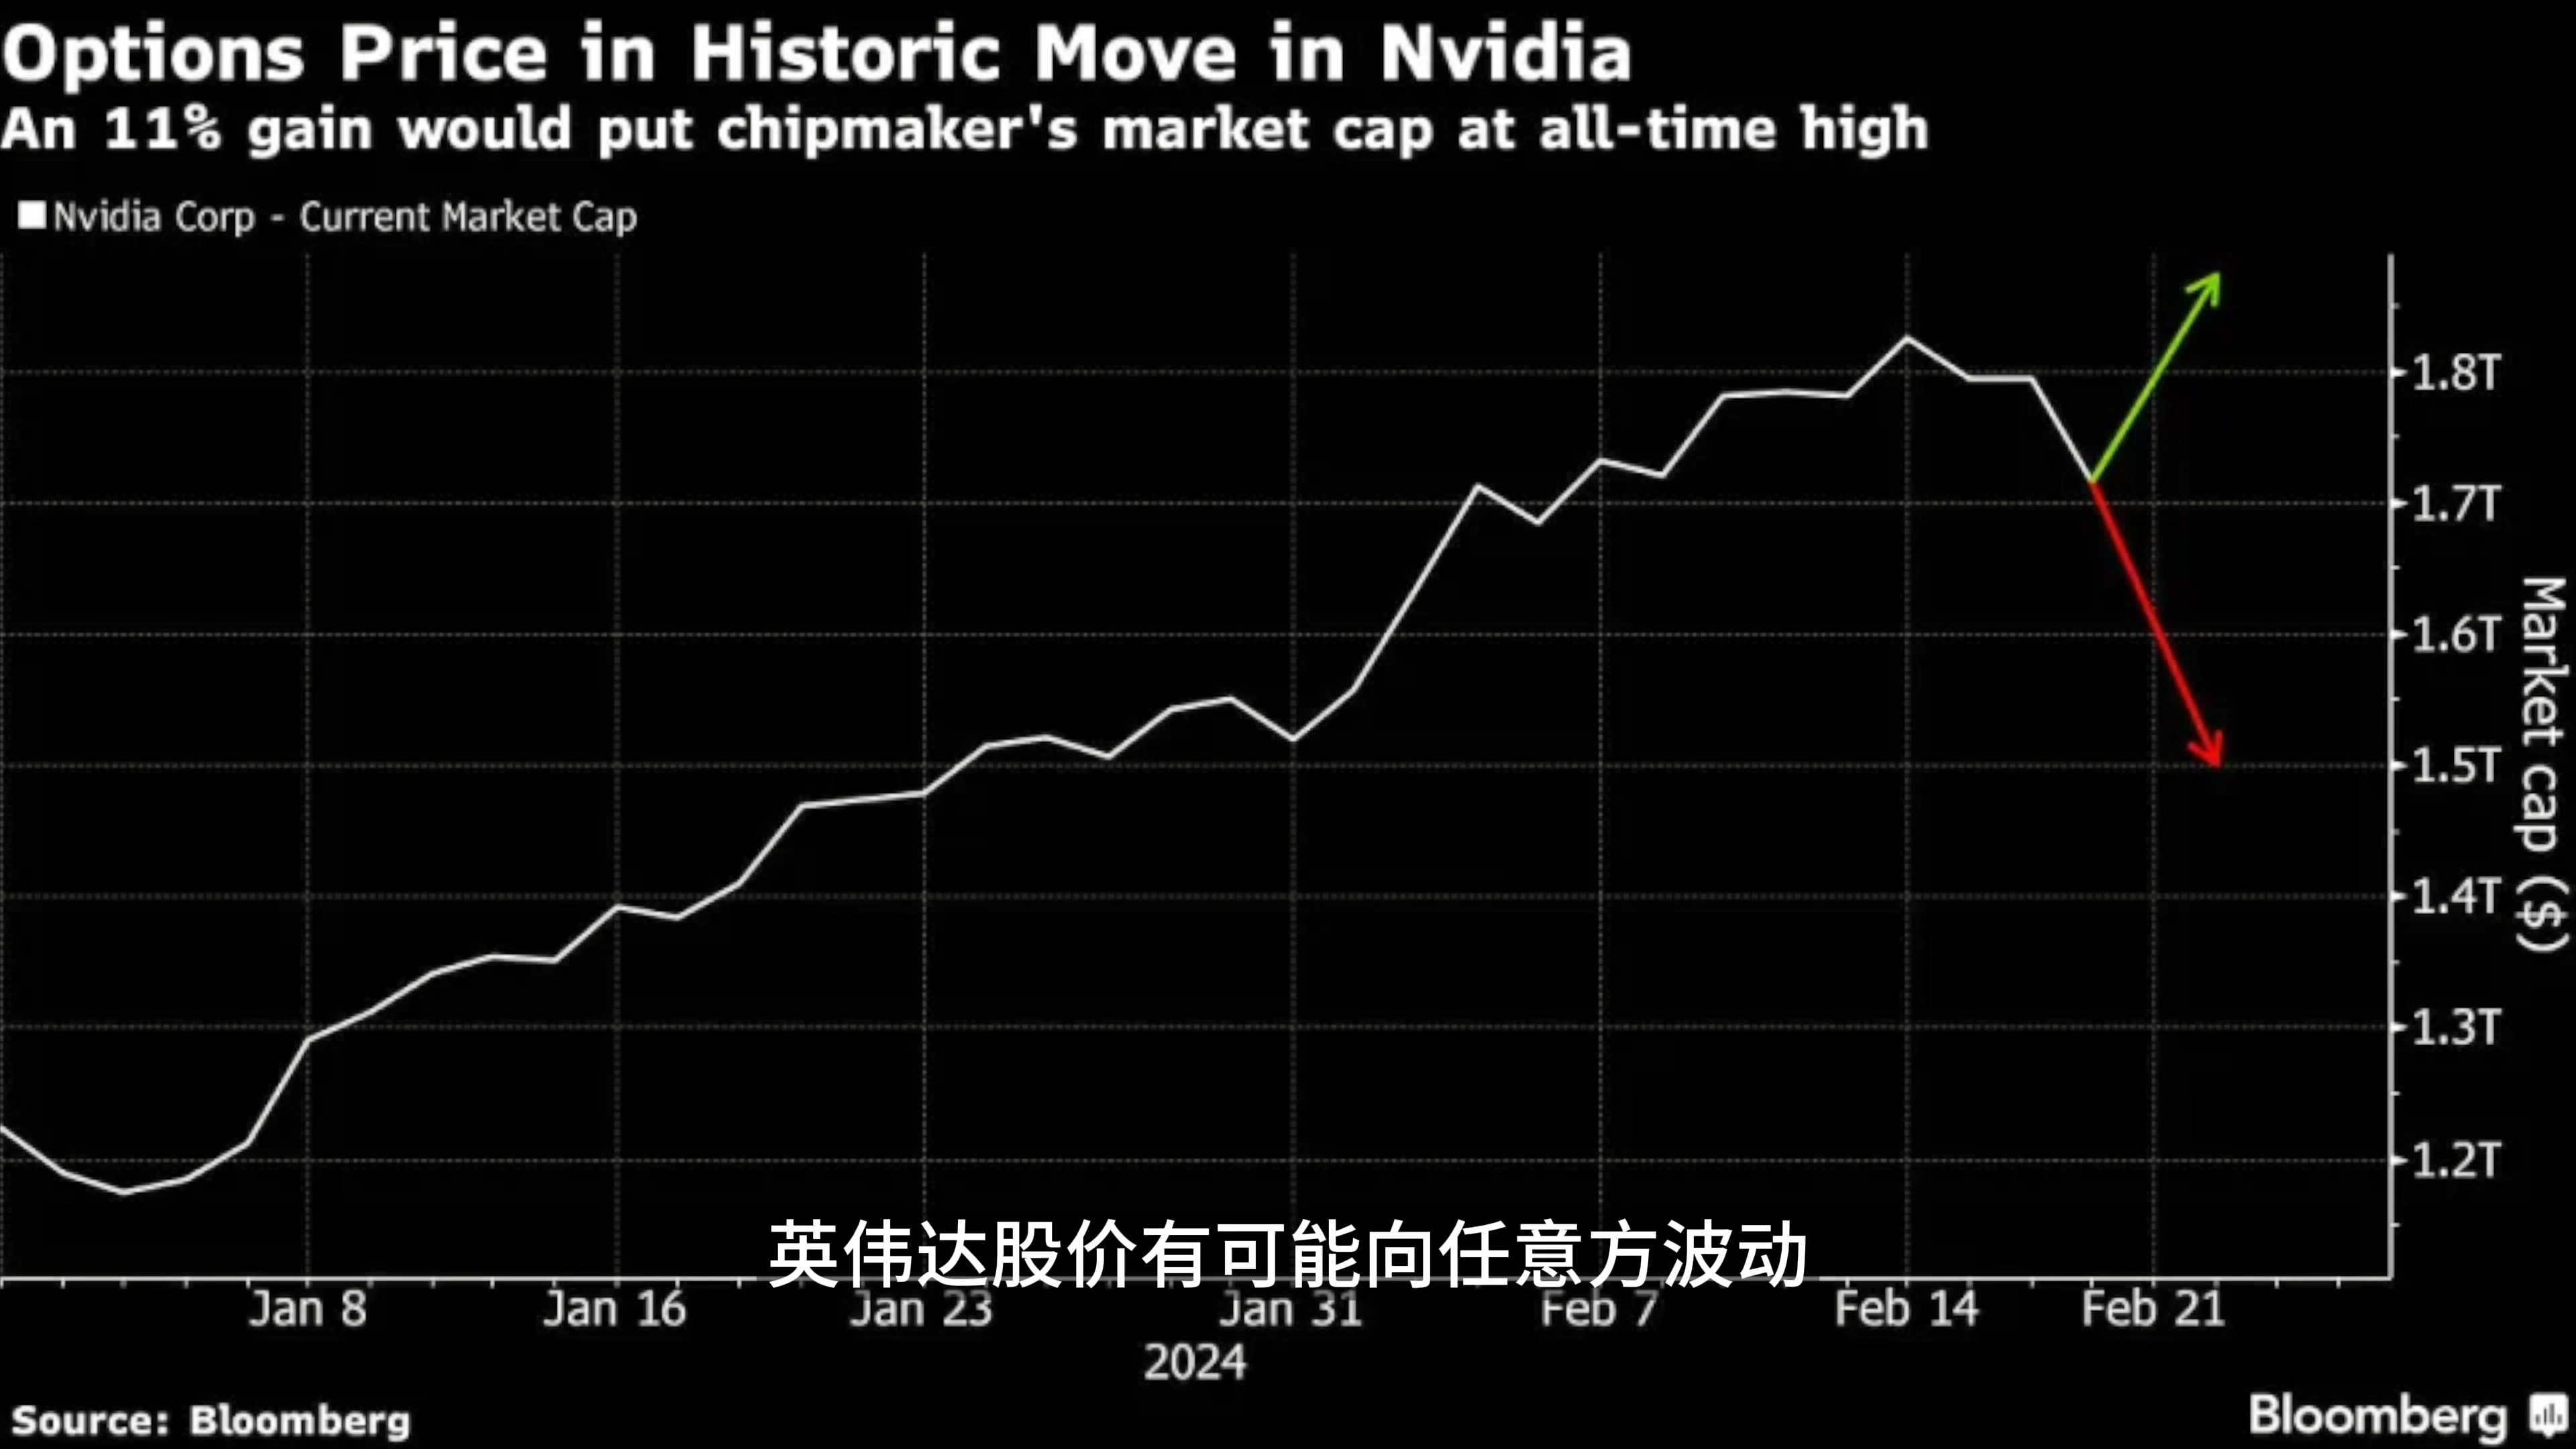 Options Price in Historic Move in Nvidia
An 11% gain would put chipmaker's market cap at all-time high
Nvidia Corp - Current Market Cap
1.8T
1.7T
1.6T
1.5T
1.4T
1.3T
1.2T
Market cap ($)
英伟达股价有可能向任意方波动
Jan 8 Jan 16 Jan 23 Jan 31 Feb 7 Feb 14 Feb 21
2024
Source: Bloomberg
Bloomberg